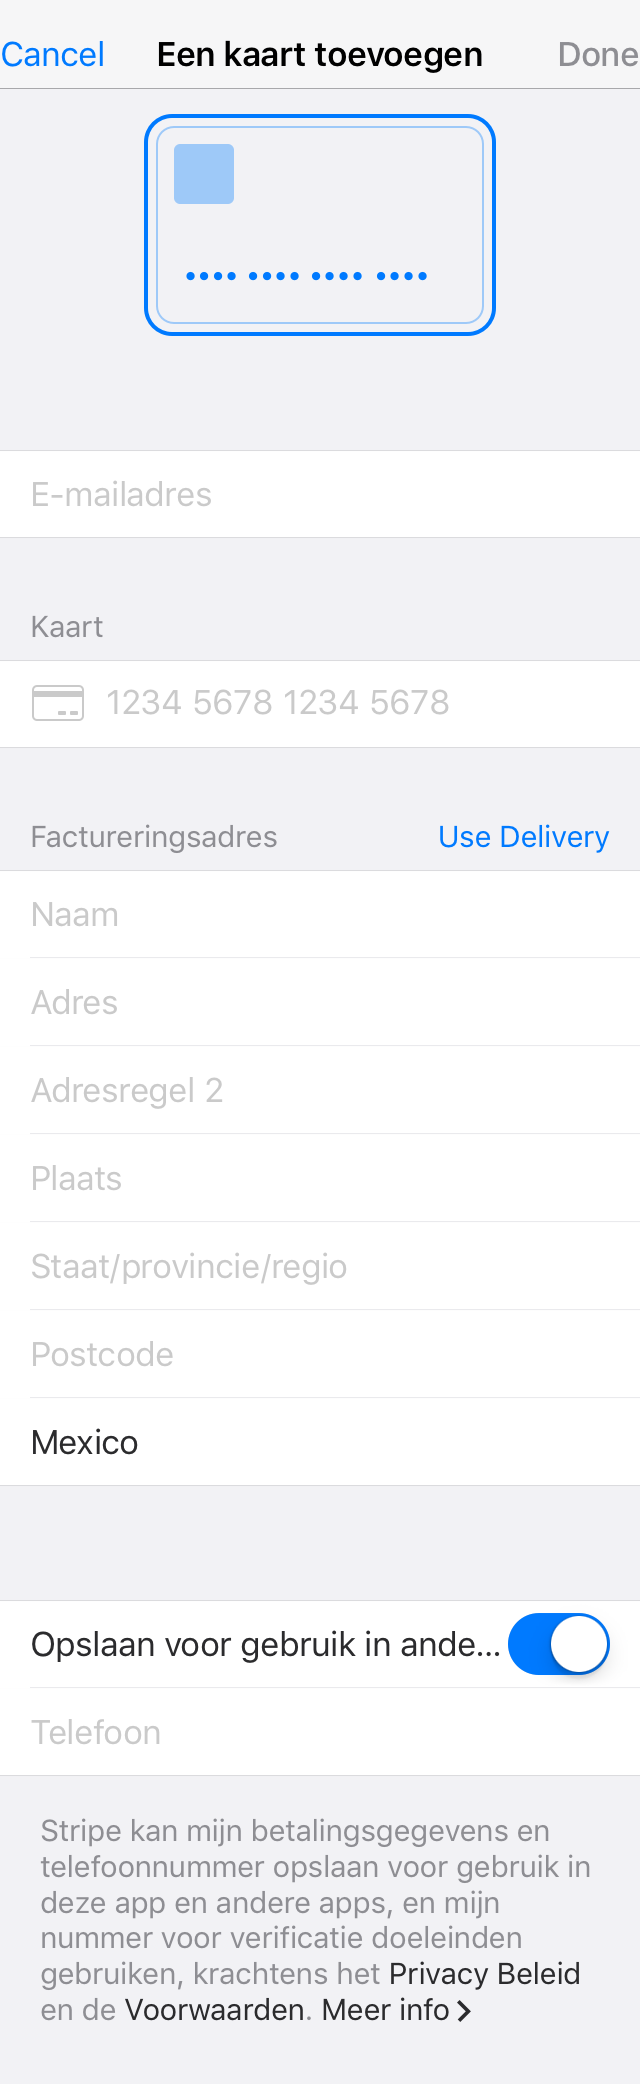 Cancel Een kaart toevoegen Done
•••• •••• •••• ••••
E-mailadres
Kaart
1234 5678 1234 5678
Factureringsadres Use Delivery
Naam
Adres
Adresregel 2
Plaats
Staat/provincie/regio
Postcode
Mexico
Opslaan voor gebruik in ande...
Telefoon
Stripe kan mijn betalingsgegevens en
telefoonnummer opslaan voor gebruik in
deze app en andere apps, en mijn
nummer voor verificatie doeleinden
gebruiken, krachtens het Privacy Beleid
en de Voorwaarden. Meer info